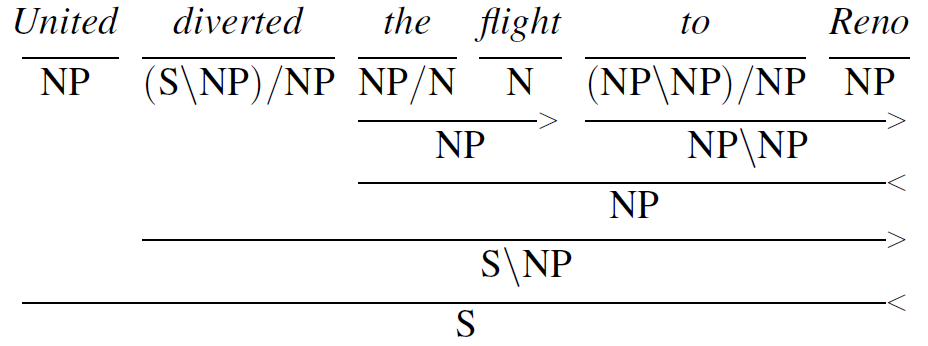 United diverted the flight to Reno
NP (S\NP)/NP NP/N N (NP\NP)/NP NP
> >
NP NP\NP
<
NP
>
S\NP
<
S